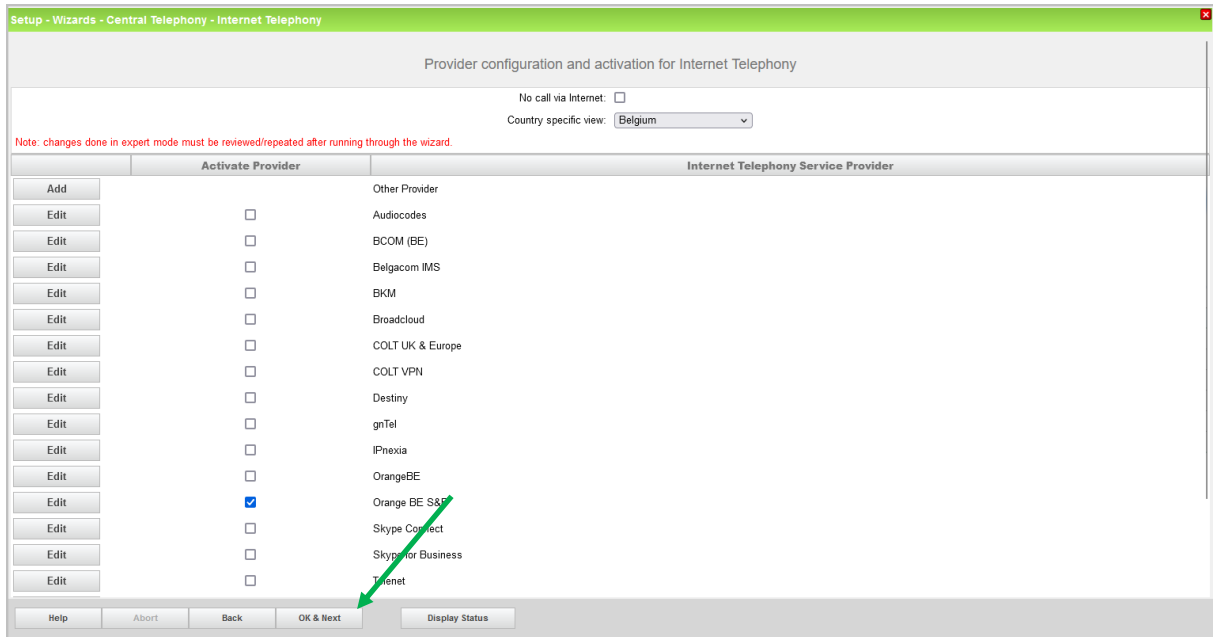 Setup - Wizards - Central Telephony - Internet Telephony
Provider configuration and activation for Internet Telephony
No call via Internet:
Country specific view: Belgium
Note: changes done in expert mode must be reviewed/repeated after running through the wizard.
Activate Provider Internet Telephony Service Provider
Add Other Provider
Edit Audiocodes
Edit BCOM (BE)
Edit Belgacom IMS
Edit BKM
Edit Broadcloud
Edit COLT UK & Europe
Edit COLT VPN
Edit Destiny
Edit gnTel
Edit IPnexia
Edit OrangeBE
Edit Orange BE
Edit Skype Connect
Edit Skype for Business
Edit Telenet
Help Abort Back OK & Next Display Status